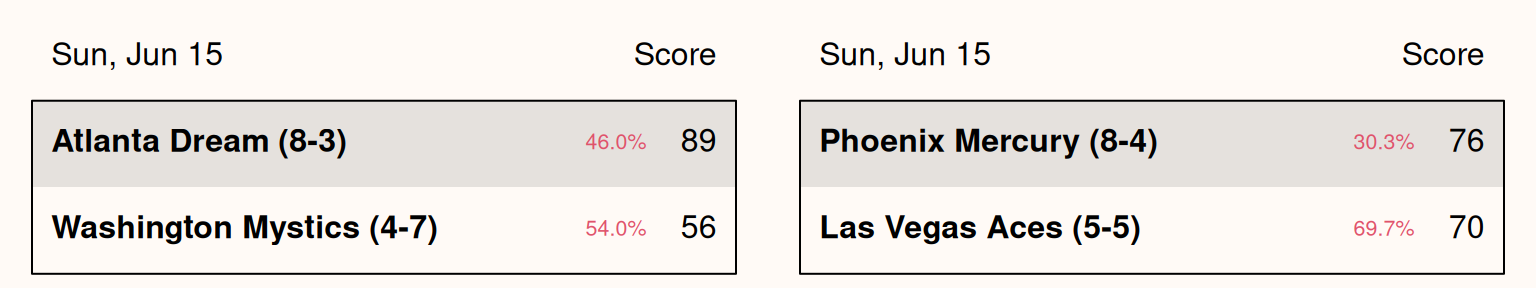 Sun, Jun 15 Score
Atlanta Dream (8-3) 46.0% 89
Washington Mystics (4-7) 54.0% 56
Sun, Jun 15 Score
Phoenix Mercury (8-4) 30.3% 76
Las Vegas Aces (5-5) 69.7% 70